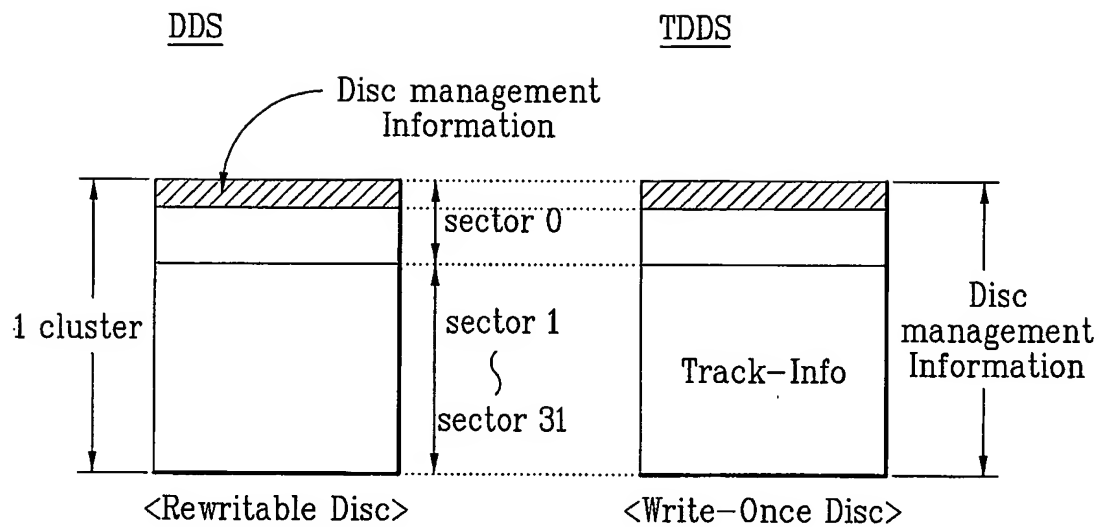 DDS
TDDS
Disc management
Information
sector 0
1 cluster
sector 1
sector 31
Track-Info
Disc
management
Information
<Rewritable Disc>
<Write-Once Disc>